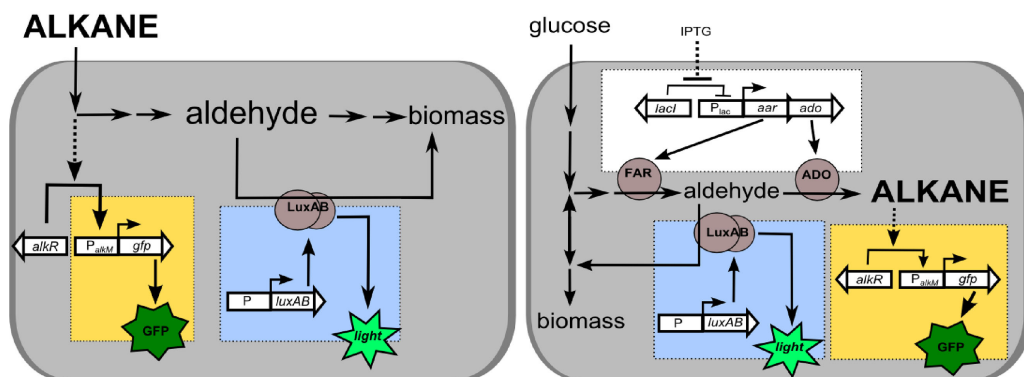 ALKANE
aldehyde
biomass
LuxAB
alkR
PalkM
gfp
P
luxAB
GFP
light
glucose
IPTG
lacI
Plac
aar
ado
FAR
ADO
aldehyde
ALKANE
LuxAB
alkR
PalkM
gfp
P
luxAB
biomass
light
GFP